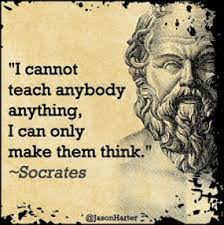 "I cannot
teach anybody
anything,
I can only
make them think."
~Socrates
@JasonHarter